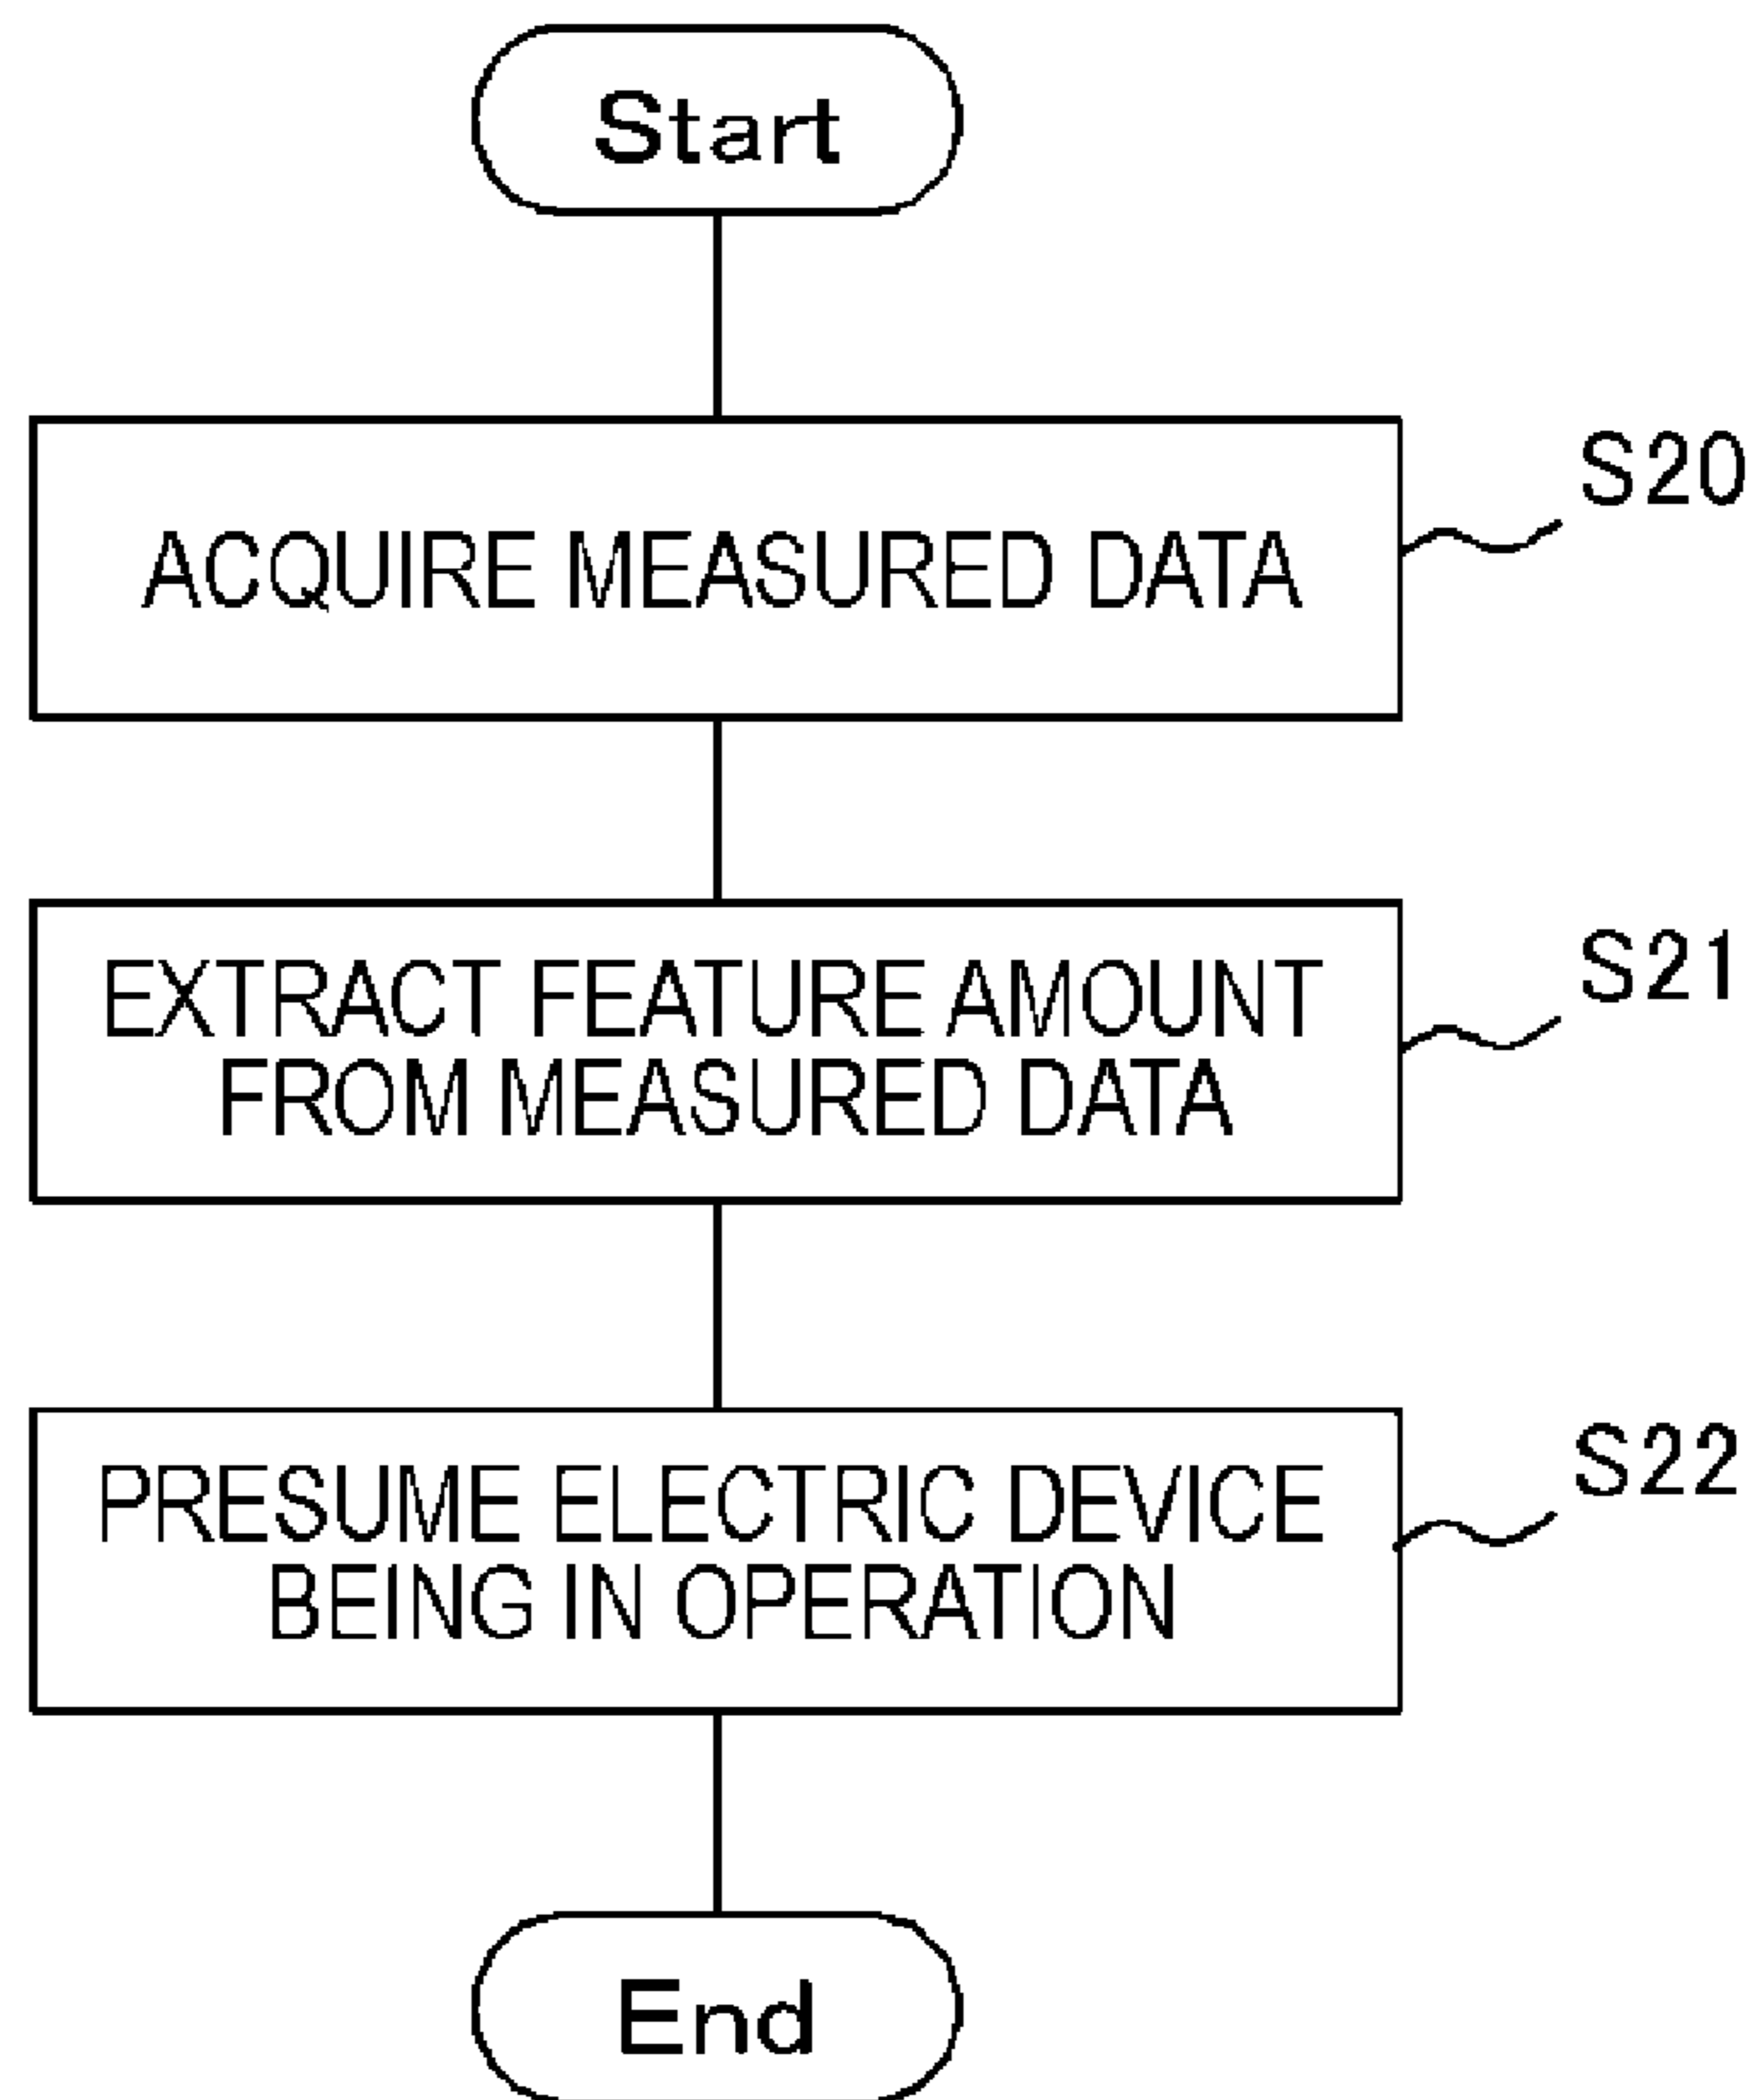 Start
S20
ACQUIRE MEASURED DATA
S21
EXTRACT FEATURE AMOUNT
FROM MEASURED DATA
S22
PRESUME ELECTRIC DEVICE
BEING IN OPERATION
End